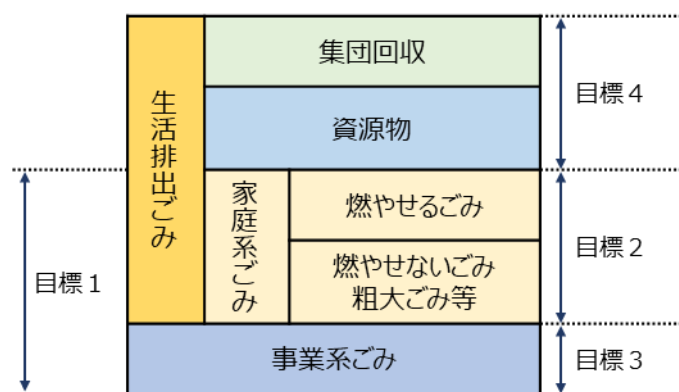 集団回収
生活排出ごみ
資源物
目標４
家庭系ごみ
燃やせるごみ
燃やせないごみ
粗大ごみ等
目標１
目標２
事業系ごみ
目標３